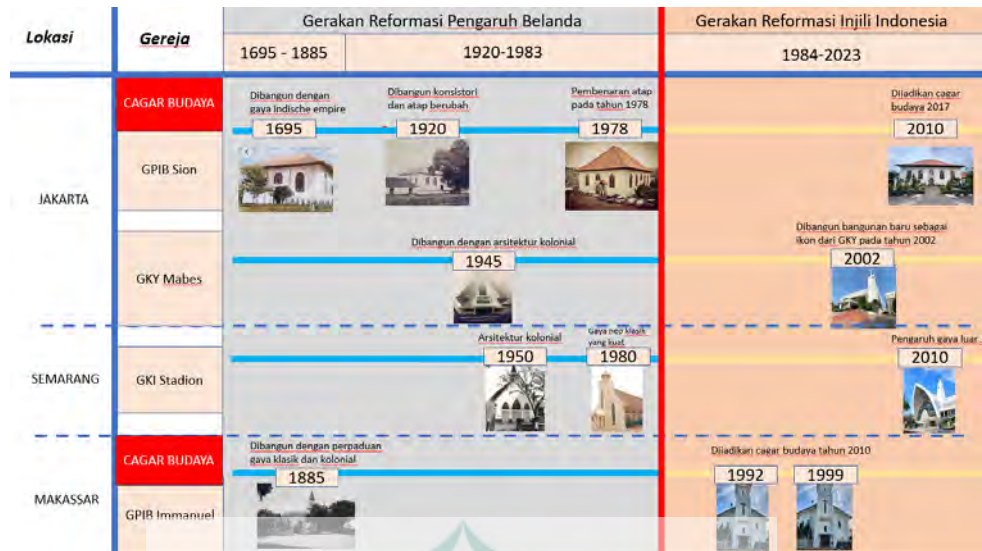 Lokasi
Gereja
Gerakan Reformasi Pengaruh Belanda
Gerakan Reformasi Injili Indonesia
1695 - 1885
1920-1983
1984-2023
JAKARTA
CAGAR BUDAYA
Dibangun dengan
gaya Indische empire
1695
Dibangun konsistori
dan atap berubah
1920
Pembenaran atap
pada tahun 1978
1978
Dijadikan cagar
budaya 2017
2010
GPIB Sion
GKY Mabes
Dibangun dengan arsitektur kolonial
1945
Dibangun bangunan baru sebagai
ikon dari GKY pada tahun 2002
2002
SEMARANG
GKI Stadion
Arsitektur kolonial
1950
Gaya neo klasik
yang kuat
1980
Pengaruh gaya luar
2010
MAKASSAR
CAGAR BUDAYA
Dibangun dengan perpaduan
gaya klasik dan kolonial
1885
Dijadikan cagar budaya tahun 2010
1992
1999
GPIB Immanuel